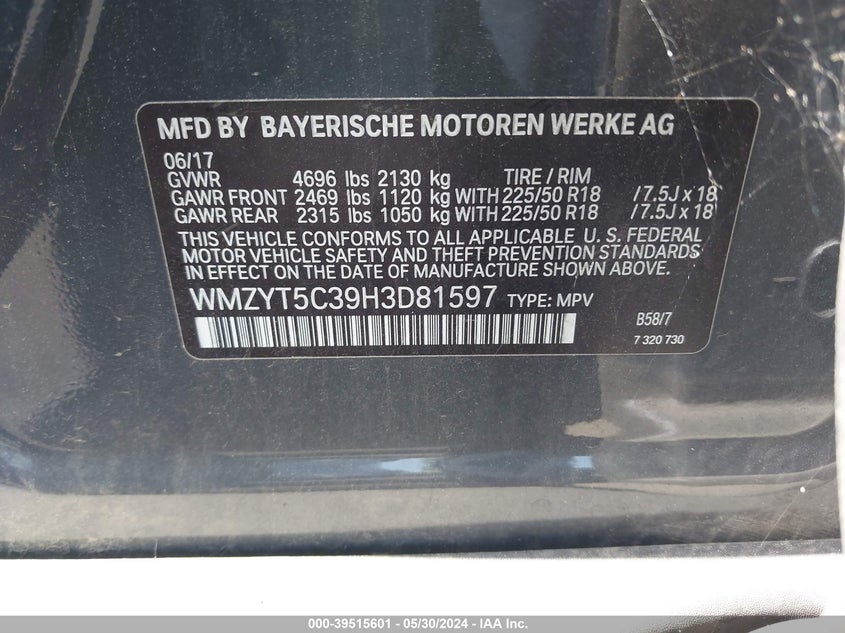 MFD BY BAYERISCHE MOTOREN WERKE AG
06/17
GVWR 4696 lbs 2130 kg TIRE / RIM
GAWR FRONT 2469 lbs 1120 kg WITH 225/50 R18 / 7.5J x 18
GAWR REAR 2315 lbs 1050 kg WITH 225/50 R18 / 7.5J x 18
THIS VEHICLE CONFORMS TO ALL APPLICABLE U. S. FEDERAL
MOTOR VEHICLE SAFETY AND THEFT PREVENTION STANDARDS
IN EFFECT ON THE DATE OF MANUFACTURE SHOWN ABOVE.
WMZYT5C39H3D81597 TYPE: MPV
B58/7
7 320 730
000-39515601 - 05/30/2024 - IAA Inc.